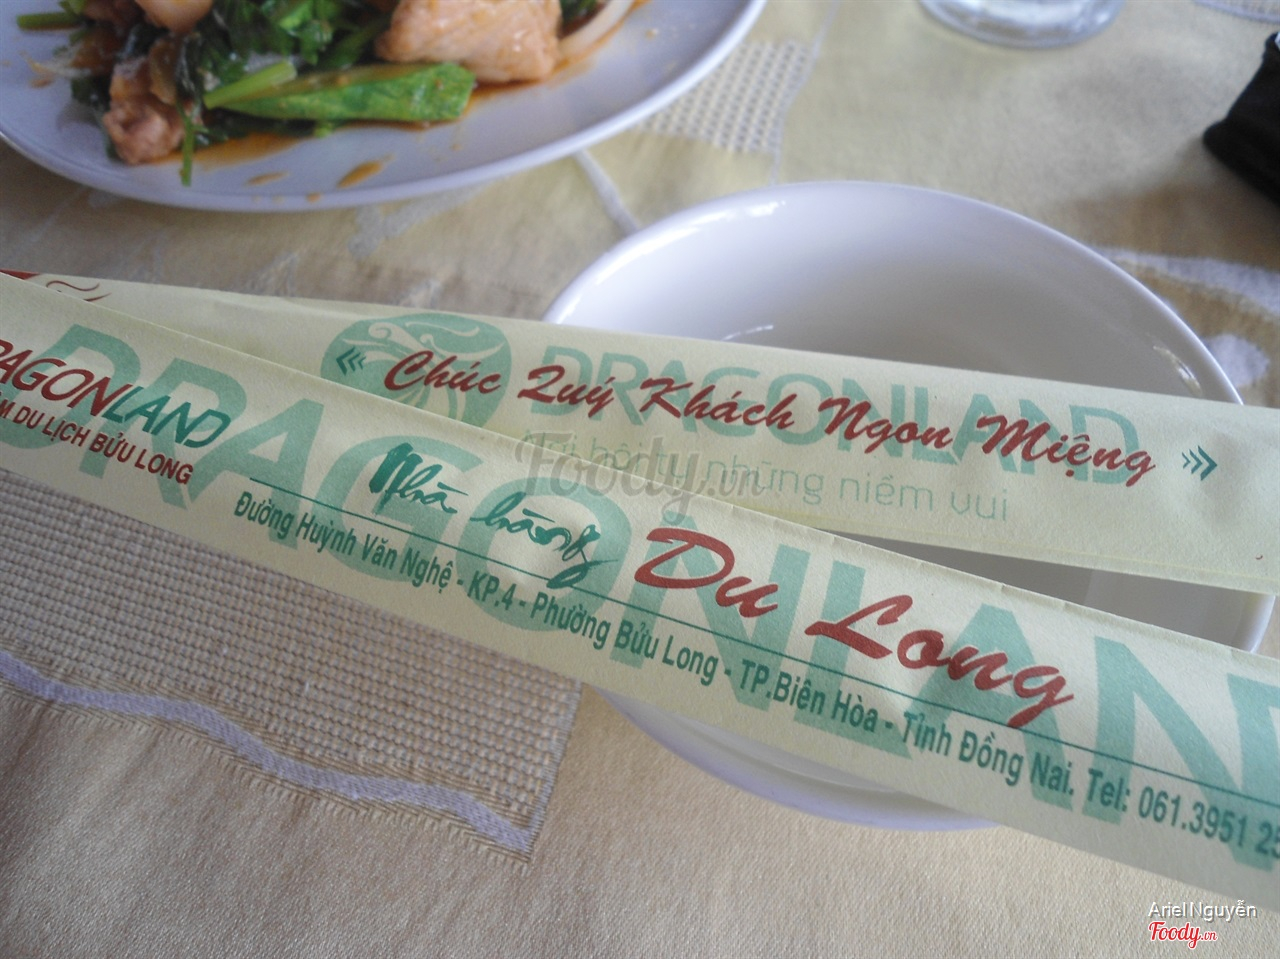 « Chúc Quý Khách Ngon Miệng »
DRAGONLAND
hội tụ những niềm vui
DRAGONLAND
DU LỊCH BỬU LONG
Nhà hàng Du Long
Đường Huỳnh Văn Nghệ - KP.4 - Phường Bửu Long - TP.Biên Hòa - Tỉnh Đồng Nai. Tel: 061.3951 25
DRAGONLAN
Foody.vn
Ariel Nguyễn
Foody.vn